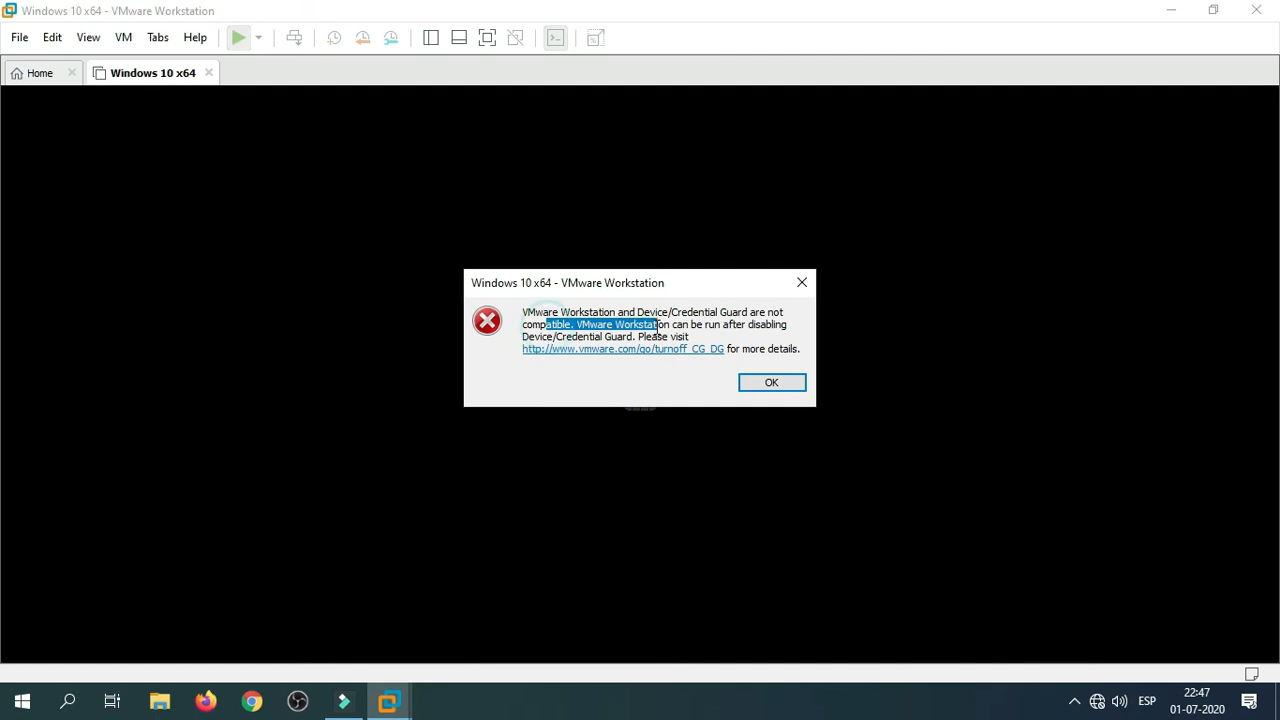 Windows 10 x64 - VMware Workstation
File Edit View VM Tabs Help
Home Windows 10 x64
Windows 10 x64 - VMware Workstation
VMware Workstation and Device/Credential Guard are not
compatible. VMware Workstation can be run after disabling
Device/Credential Guard. Please visit
http://www.vmware.com/go/turnoff_CG_DG for more details.
OK
ESP
22:47
01-07-2020